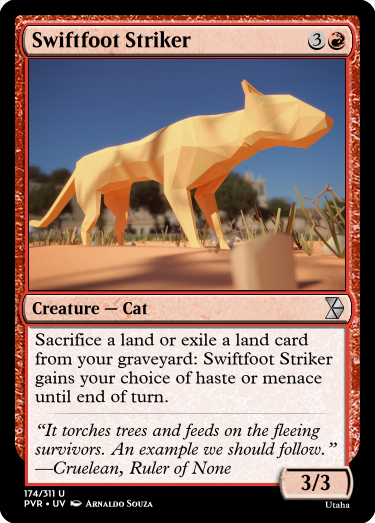 Swiftfoot Striker 3
Creature — Cat
Sacrifice a land or exile a land card
from your graveyard: Swiftfoot Striker
gains your choice of haste or menace
until end of turn.
“It torches trees and feeds on the fleeing
survivors. An example we should follow.”
—Cruelean, Ruler of None
3/3
174/311 U
PVR • UV Arnaldo Souza
Utaha